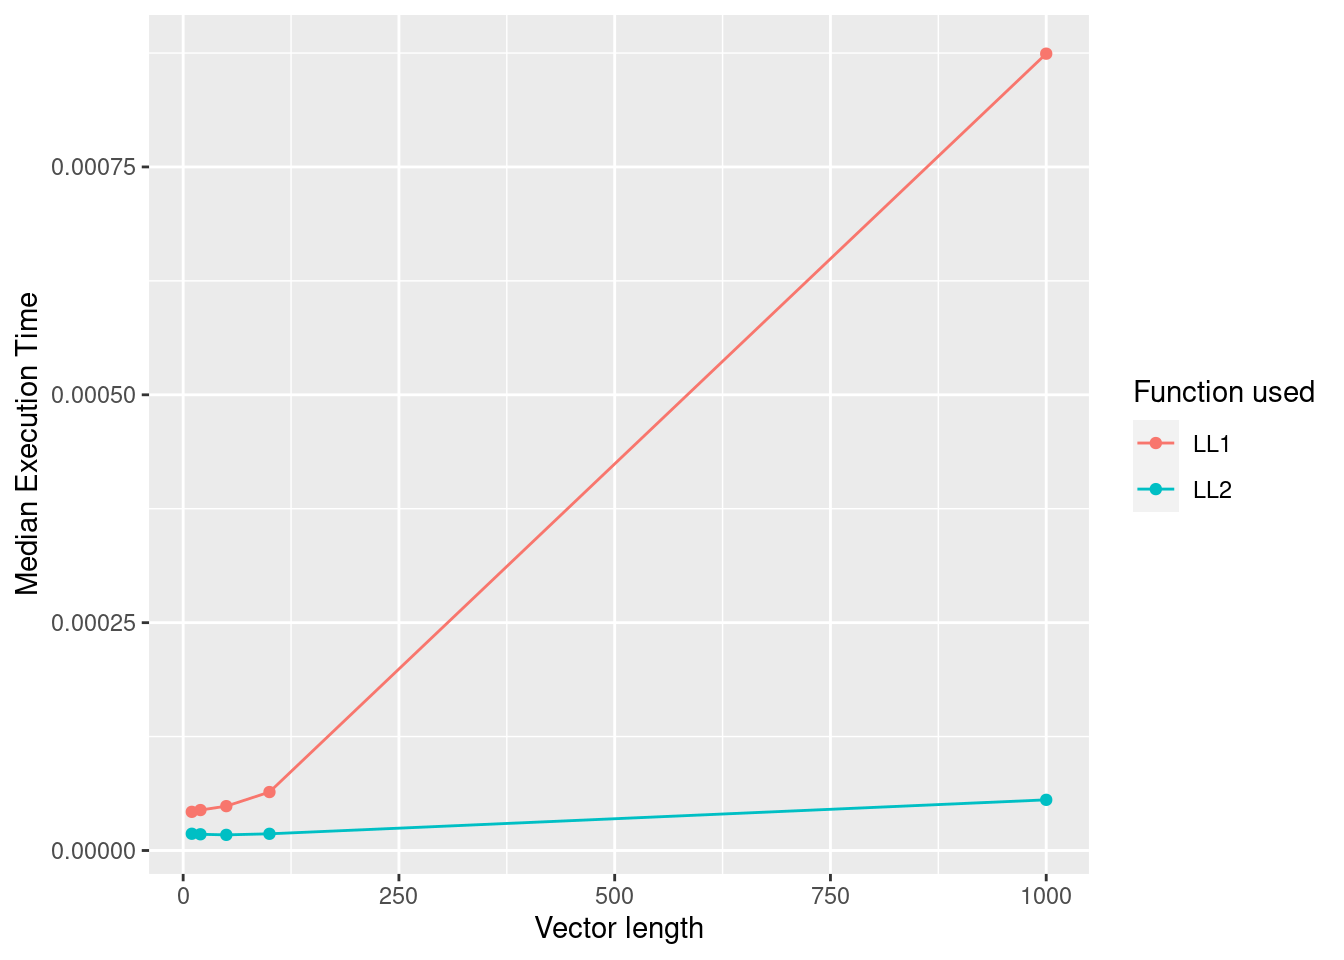 Median Execution Time
0.00075
0.00050
0.00025
0.00000
0 250 500 750 1000
Vector length
Function used
LL1
LL2